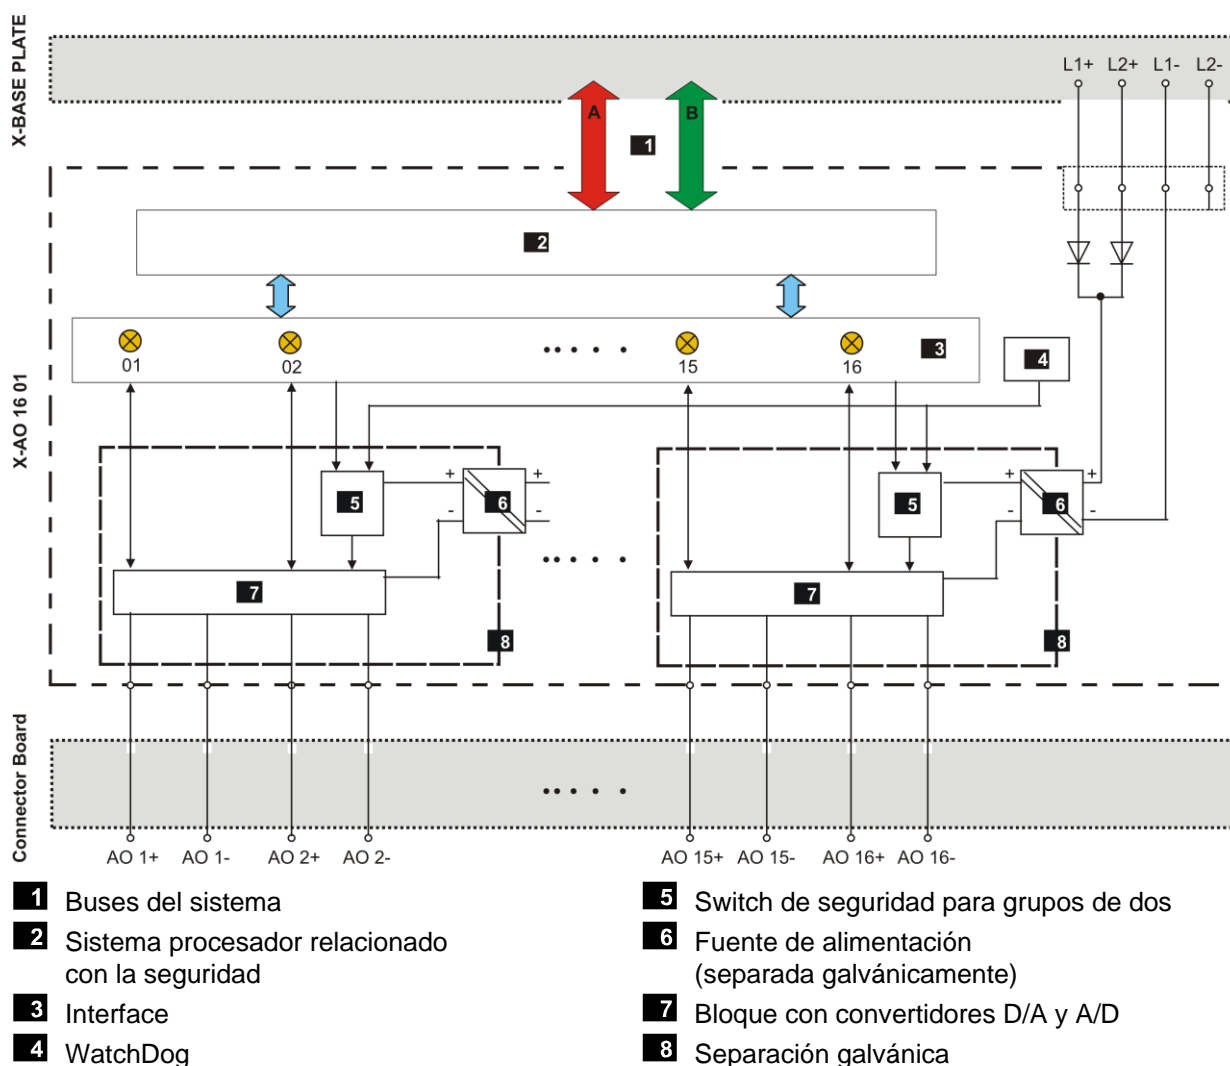 X-BASE PLATE
L1+ L2+ L1- L2-
A B
1
2
01 02 15 16 3
4
X-AO 16 01
5 + 6 +
- -
5 + 6 +
- -
7 7
8 8
Connector Board
AO 1+ AO 1- AO 2+ AO 2- AO 15+ AO 15- AO 16+ AO 16-
1 Buses del sistema
2 Sistema procesador relacionado
con la seguridad
3 Interface
4 WatchDog
5 Switch de seguridad para grupos de dos
6 Fuente de alimentación
(separada galvánicamente)
7 Bloque con convertidores D/A y A/D
8 Separación galvánica